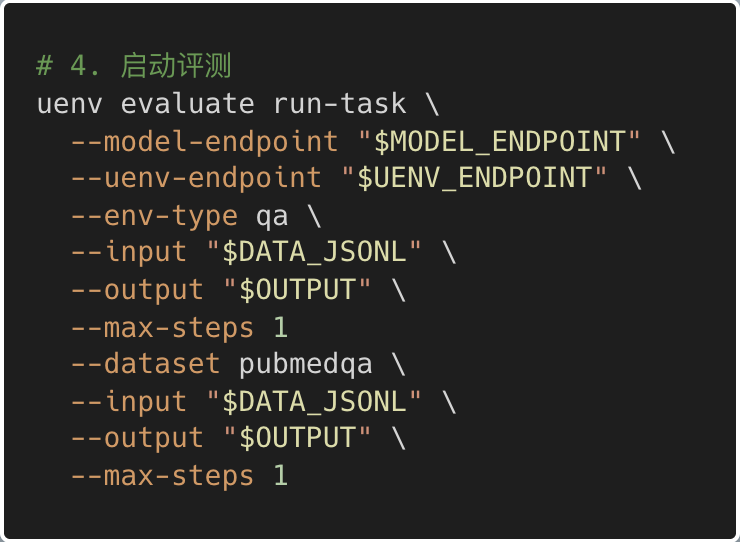 # 4. 启动评测
uenv evaluate run-task \
  --model-endpoint "$MODEL_ENDPOINT" \
  --uenv-endpoint "$UENV_ENDPOINT" \
  --env-type qa \
  --input "$DATA_JSONL" \
  --output "$OUTPUT" \
  --max-steps 1
  --dataset pubmedqa \
  --input "$DATA_JSONL" \
  --output "$OUTPUT" \
  --max-steps 1